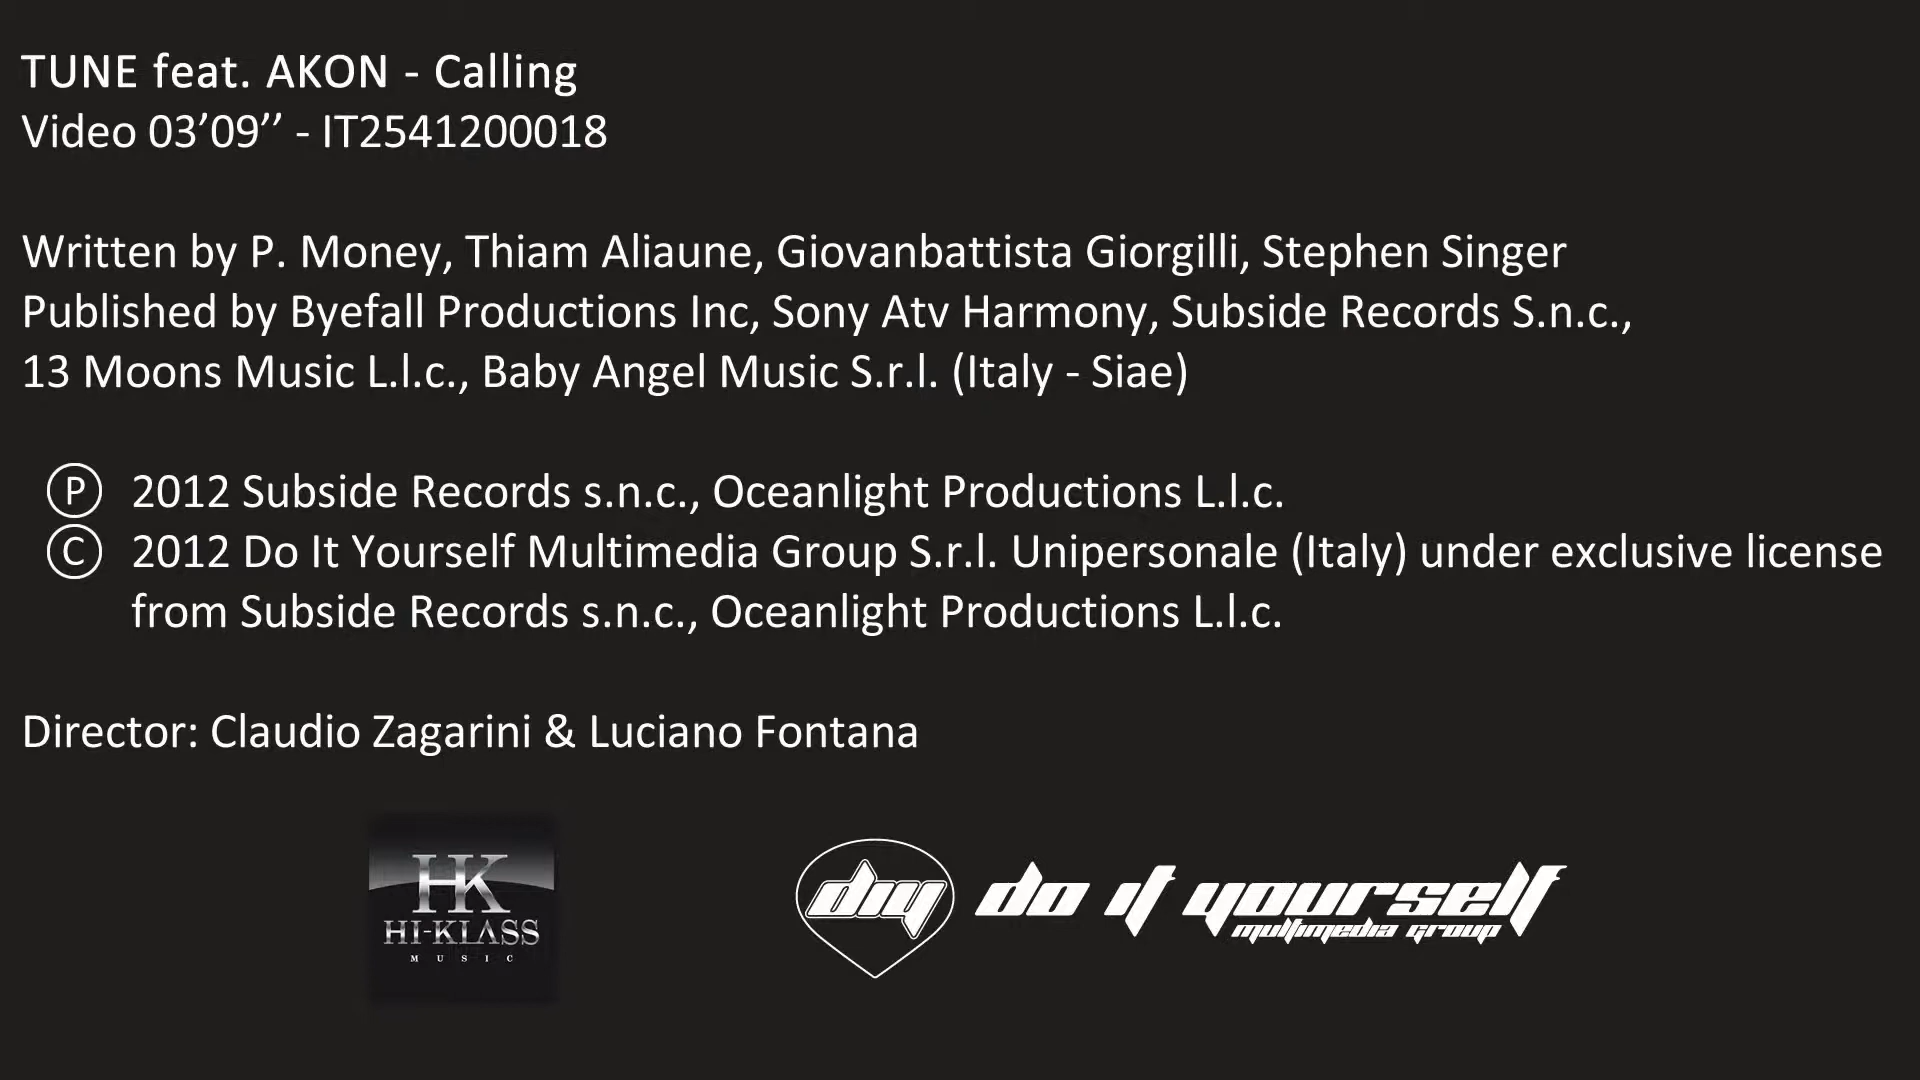 TUNE feat. AKON - Calling
Video 03’09’’ - IT2541200018
Written by P. Money, Thiam Aliaune, Giovanbattista Giorgilli, Stephen Singer
Published by Byefall Productions Inc, Sony Atv Harmony, Subside Records S.n.c.,
13 Moons Music L.l.c., Baby Angel Music S.r.l. (Italy - Siae)
Ⓟ 2012 Subside Records s.n.c., Oceanlight Productions L.l.c.
Ⓒ 2012 Do It Yourself Multimedia Group S.r.l. Unipersonale (Italy) under exclusive license
from Subside Records s.n.c., Oceanlight Productions L.l.c.
Director: Claudio Zagarini & Luciano Fontana
HK
HI-KLASS
MUSIC
diy do it yourself
multimedia group